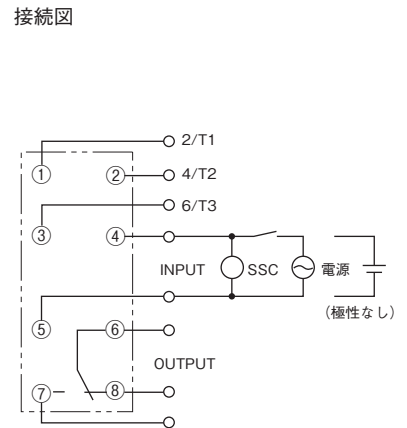 接続図
2/T1
① ② 4/T2
6/T3
③ ④
INPUT SSC 電源
(極性なし)
⑤ ⑥
OUTPUT
⑦ ⑧